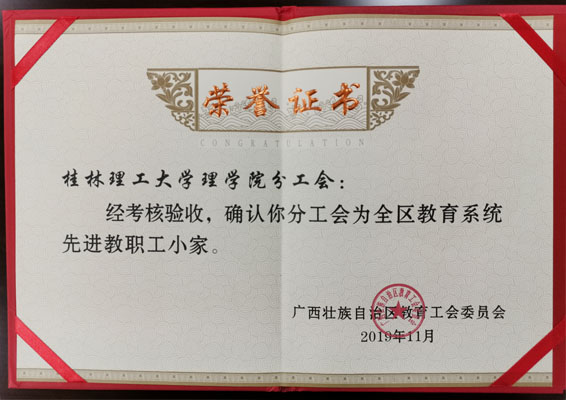 荣誉证书
CONGRATULATION
桂林理工大学理学院分工会：
经考核验收，确认你分工会为全区教育系统
先进教职工小家。
广西壮族自治区教育工会委员会
2019年11月